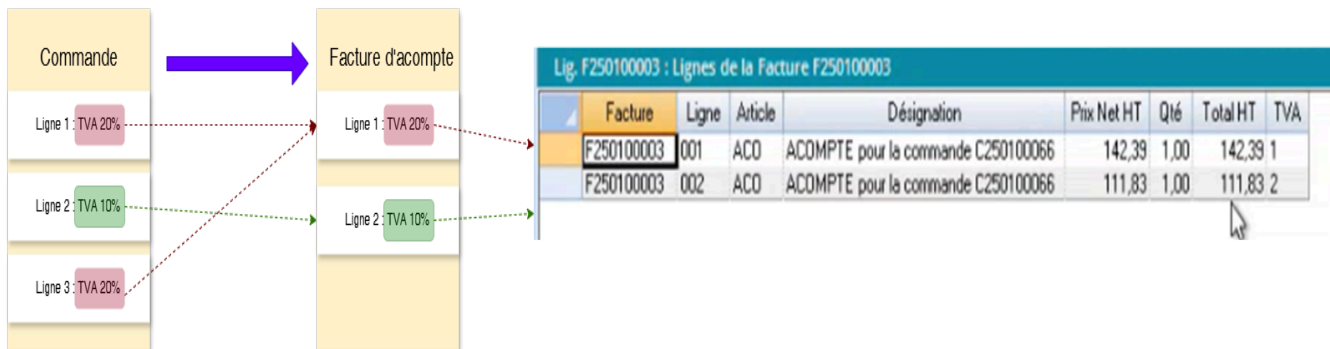 Commande
Ligne 1 : TVA 20%
Ligne 2 : TVA 10%
Ligne 3 : TVA 20%
Facture d'acompte
Ligne 1 : TVA 20%
Ligne 2 : TVA 10%
Lig. F250100003 : Lignes de la Facture F250100003
Facture Ligne Article Désignation Prix Net HT Qté Total HT TVA
F250100003 001 ACO ACOMPTE pour la commande C250100066 142,39 1,00 142,39 1
F250100003 002 ACO ACOMPTE pour la commande C250100066 111,83 1,00 111,83 2